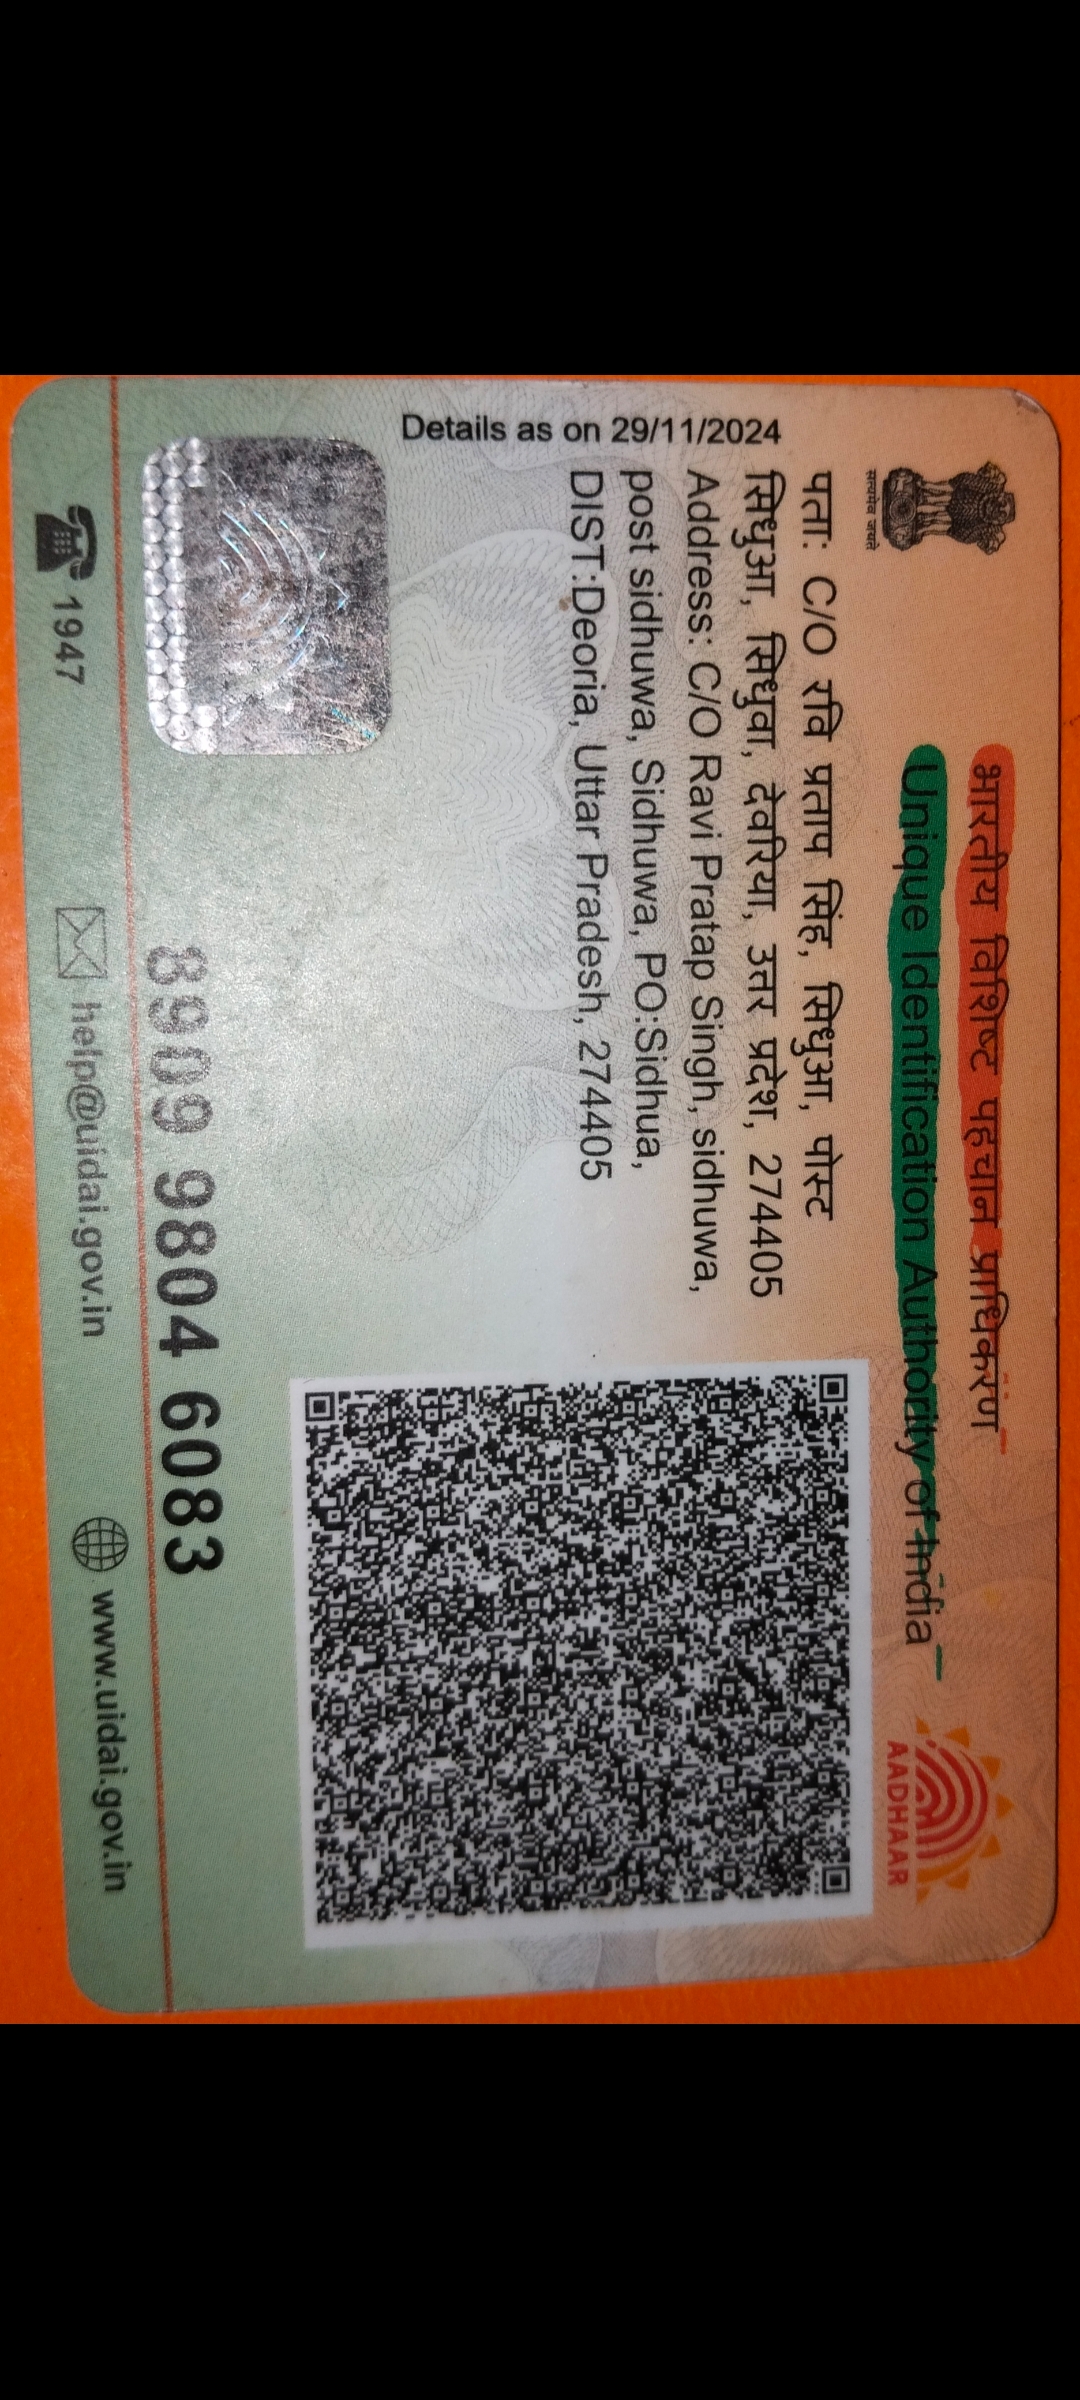 भारतीय विशिष्ट पहचान प्राधिकरण
Unique Identification Authority of India
सत्यमेव जयते
AADHAAR
Details as on 29/11/2024
पता: C/O रवि प्रताप सिंह, सिधुआ, पोस्ट
सिधुआ, सिधुवा, देवरिया, उत्तर प्रदेश, 274405
Address: C/O Ravi Pratap Singh, sidhuwa,
post sidhuwa, Sidhuwa, PO:Sidhua,
DIST:Deoria, Uttar Pradesh, 274405
8909 9804 6083
1947
help@uidai.gov.in
www.uidai.gov.in